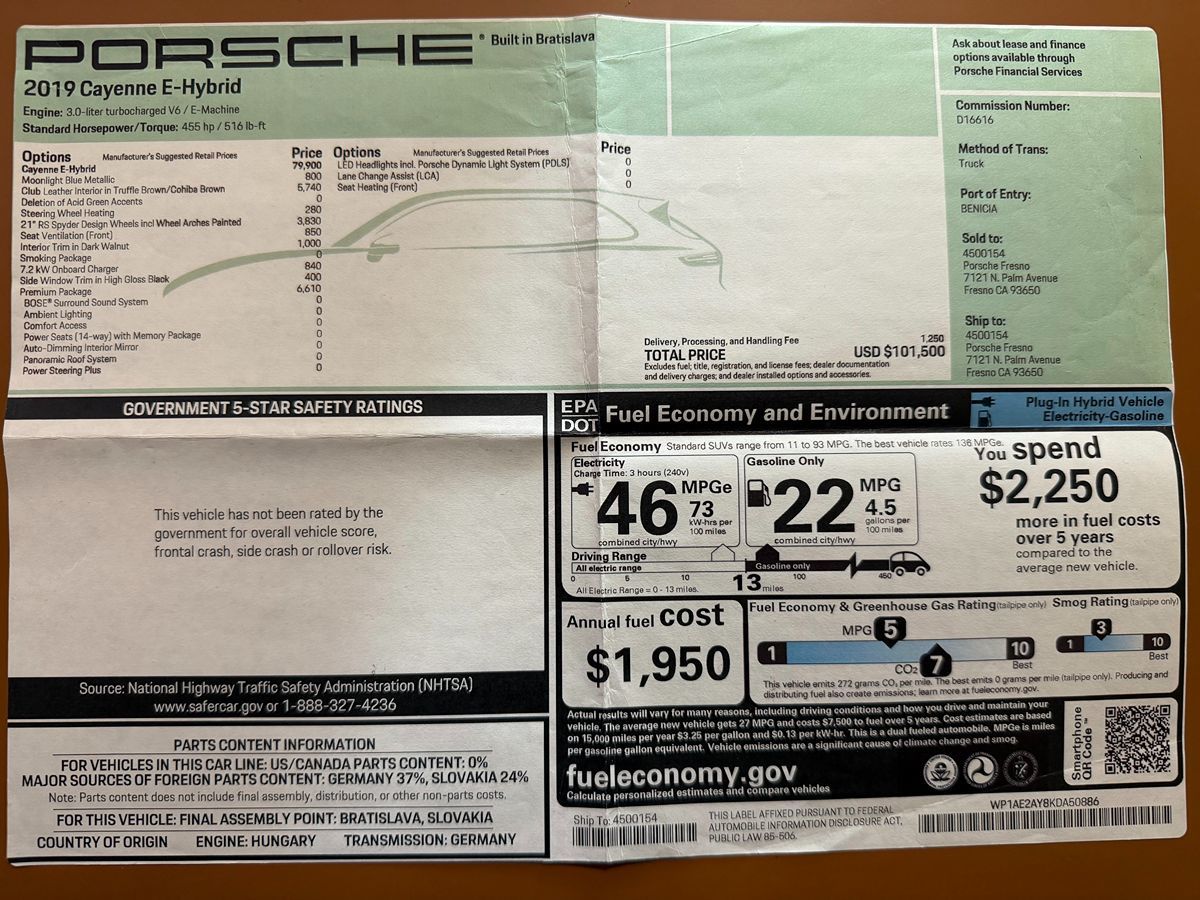 PORSCHE® Built in Bratislava
2019 Cayenne E-Hybrid
Engine: 3.0-liter turbocharged V6 / E-Machine
Standard Horsepower/Torque: 455 hp / 516 lb-ft
Options Manufacturer's Suggested Retail Prices Price
Cayenne E-Hybrid 79,900
Moonlight Blue Metallic 800
Club Leather Interior in Truffle Brown/Cohiba Brown 5,740
Deletion of Acid Green Accents 0
Steering Wheel Heating 280
21" RS Spyder Design Wheels incl Wheel Arches Painted 3,830
Seat Ventilation (Front) 850
Interior Trim in Dark Walnut 1,000
Smoking Package 0
7.2 kW Onboard Charger 840
Side Window Trim in High Gloss Black 400
Premium Package 6,610
BOSE® Surround Sound System 0
Ambient Lighting 0
Comfort Access 0
Power Seats (14-way) with Memory Package 0
Auto-Dimming Interior Mirror 0
Panoramic Roof System 0
Power Steering Plus 0
Options Manufacturer's Suggested Retail Prices Price
LED Headlights incl. Porsche Dynamic Light System (PDLS) 0
Lane Change Assist (LCA) 0
Seat Heating (Front) 0
Delivery, Processing, and Handling Fee 1,250
TOTAL PRICE USD $101,500
Excludes fuel; title, registration, and license fees; dealer documentation
and delivery charges; and dealer installed options and accessories.
Ask about lease and finance
options available through
Porsche Financial Services
Commission Number:
D16616
Method of Trans:
Truck
Port of Entry:
BENICIA
Sold to:
4500154
Porsche Fresno
7121 N. Palm Avenue
Fresno CA 93650
Ship to:
4500154
Porsche Fresno
7121 N. Palm Avenue
Fresno CA 93650
GOVERNMENT 5-STAR SAFETY RATINGS
This vehicle has not been rated by the
government for overall vehicle score,
frontal crash, side crash or rollover risk.
Source: National Highway Traffic Safety Administration (NHTSA)
www.safercar.gov or 1-888-327-4236
PARTS CONTENT INFORMATION
FOR VEHICLES IN THIS CAR LINE: US/CANADA PARTS CONTENT: 0%
MAJOR SOURCES OF FOREIGN PARTS CONTENT: GERMANY 37%, SLOVAKIA 24%
Note: Parts content does not include final assembly, distribution, or other non-parts costs.
FOR THIS VEHICLE: FINAL ASSEMBLY POINT: BRATISLAVA, SLOVAKIA
COUNTRY OF ORIGIN ENGINE: HUNGARY TRANSMISSION: GERMANY
EPA
DOT
Fuel Economy and Environment
Plug-In Hybrid Vehicle
Electricity-Gasoline
Fuel Economy Standard SUVs range from 11 to 93 MPG. The best vehicle rates 136 MPGe.
Electricity
Charge Time: 3 hours (240v)
46 MPGe
73
kW-hrs per
100 miles
combined city/hwy
Gasoline Only
22 MPG
4.5
gallons per
100 miles
combined city/hwy
You spend
$2,250
more in fuel costs
over 5 years
compared to the
average new vehicle.
Driving Range
All electric range Gasoline only
0 5 10 13 miles 100 450
All Electric Range = 0 - 13 miles.
Annual fuel cost
$1,950
Fuel Economy & Greenhouse Gas Rating (tailpipe only)
MPG 5
1 10
Best
CO2 7
Smog Rating (tailpipe only)
3
1 10
Best
This vehicle emits 272 grams CO2 per mile. The best emits 0 grams per mile (tailpipe only). Producing and
distributing fuel also create emissions; learn more at fueleconomy.gov.
Actual results will vary for many reasons, including driving conditions and how you drive and maintain your
vehicle. The average new vehicle gets 27 MPG and costs $7,500 to fuel over 5 years. Cost estimates are based
on 15,000 miles per year $3.25 per gallon and $0.13 per kW-hr. This is a dual fueled automobile. MPGe is miles
per gasoline gallon equivalent. Vehicle emissions are a significant cause of climate change and smog.
fueleconomy.gov
Calculate personalized estimates and compare vehicles
Smartphone
QR Code™
Ship To: 4500154
THIS LABEL AFFIXED PURSUANT TO FEDERAL
AUTOMOBILE INFORMATION DISCLOSURE ACT,
PUBLIC LAW 85-506.
WP1AE2AY8KDA50886